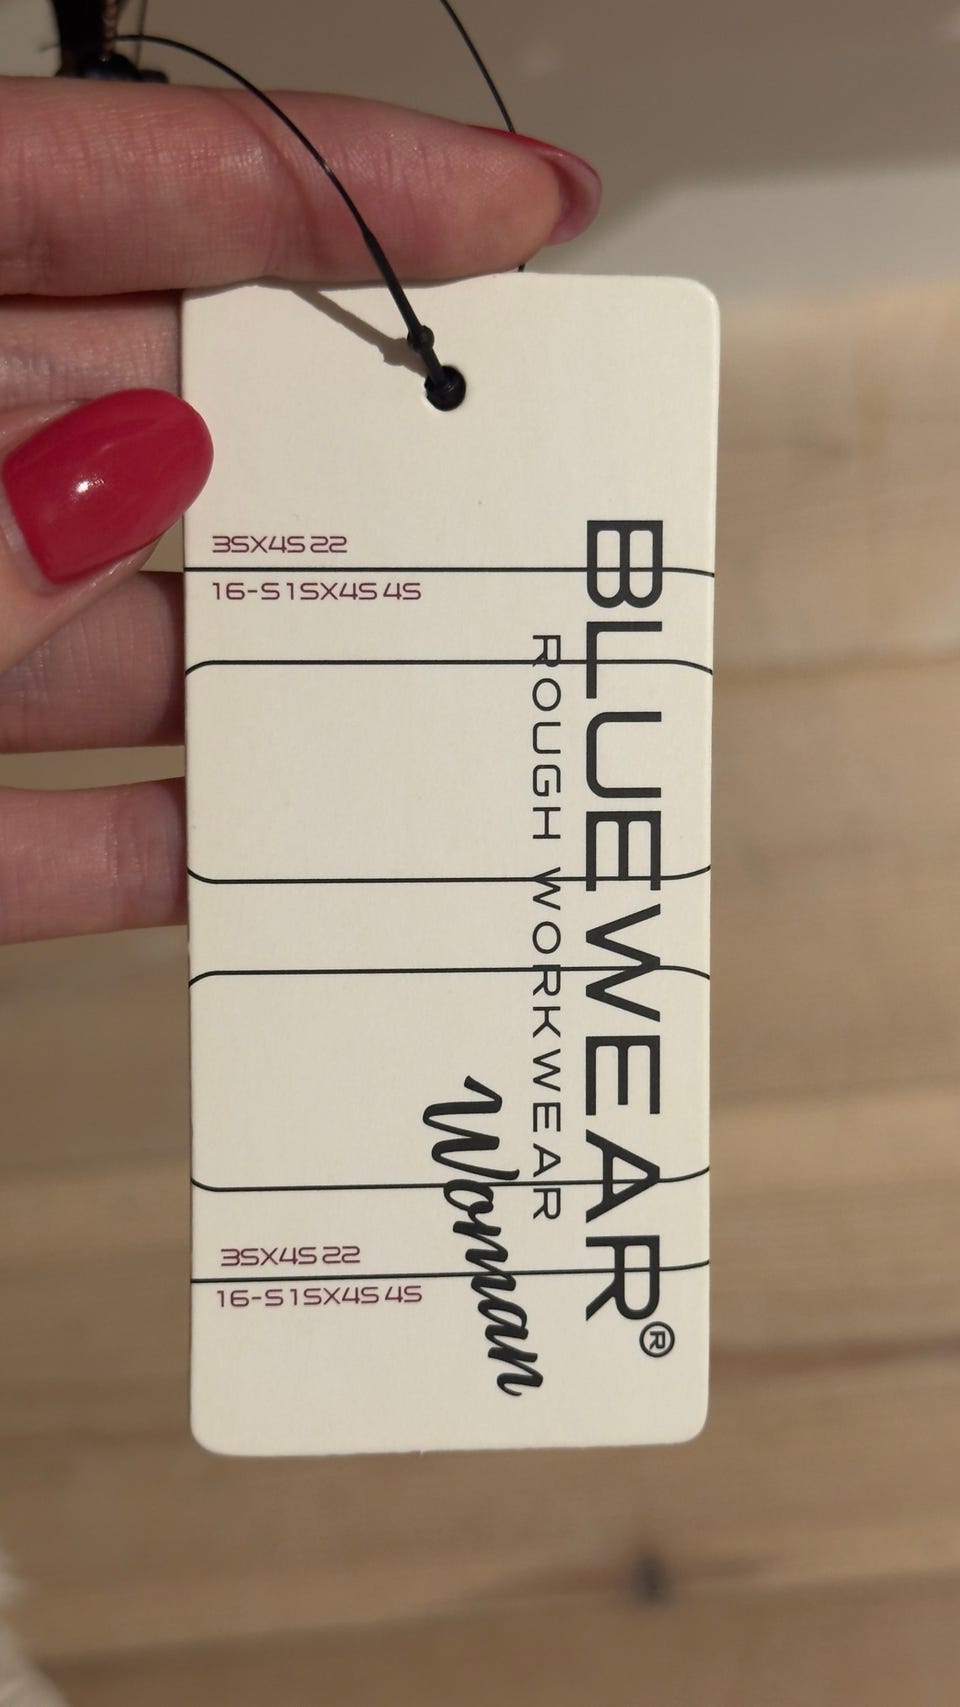 3SX4S 22
16-S1SX4S 4S
BLUEWEAR®
ROUGH WORKWEAR
Woman
3SX4S 22
16-S1SX4S 4S